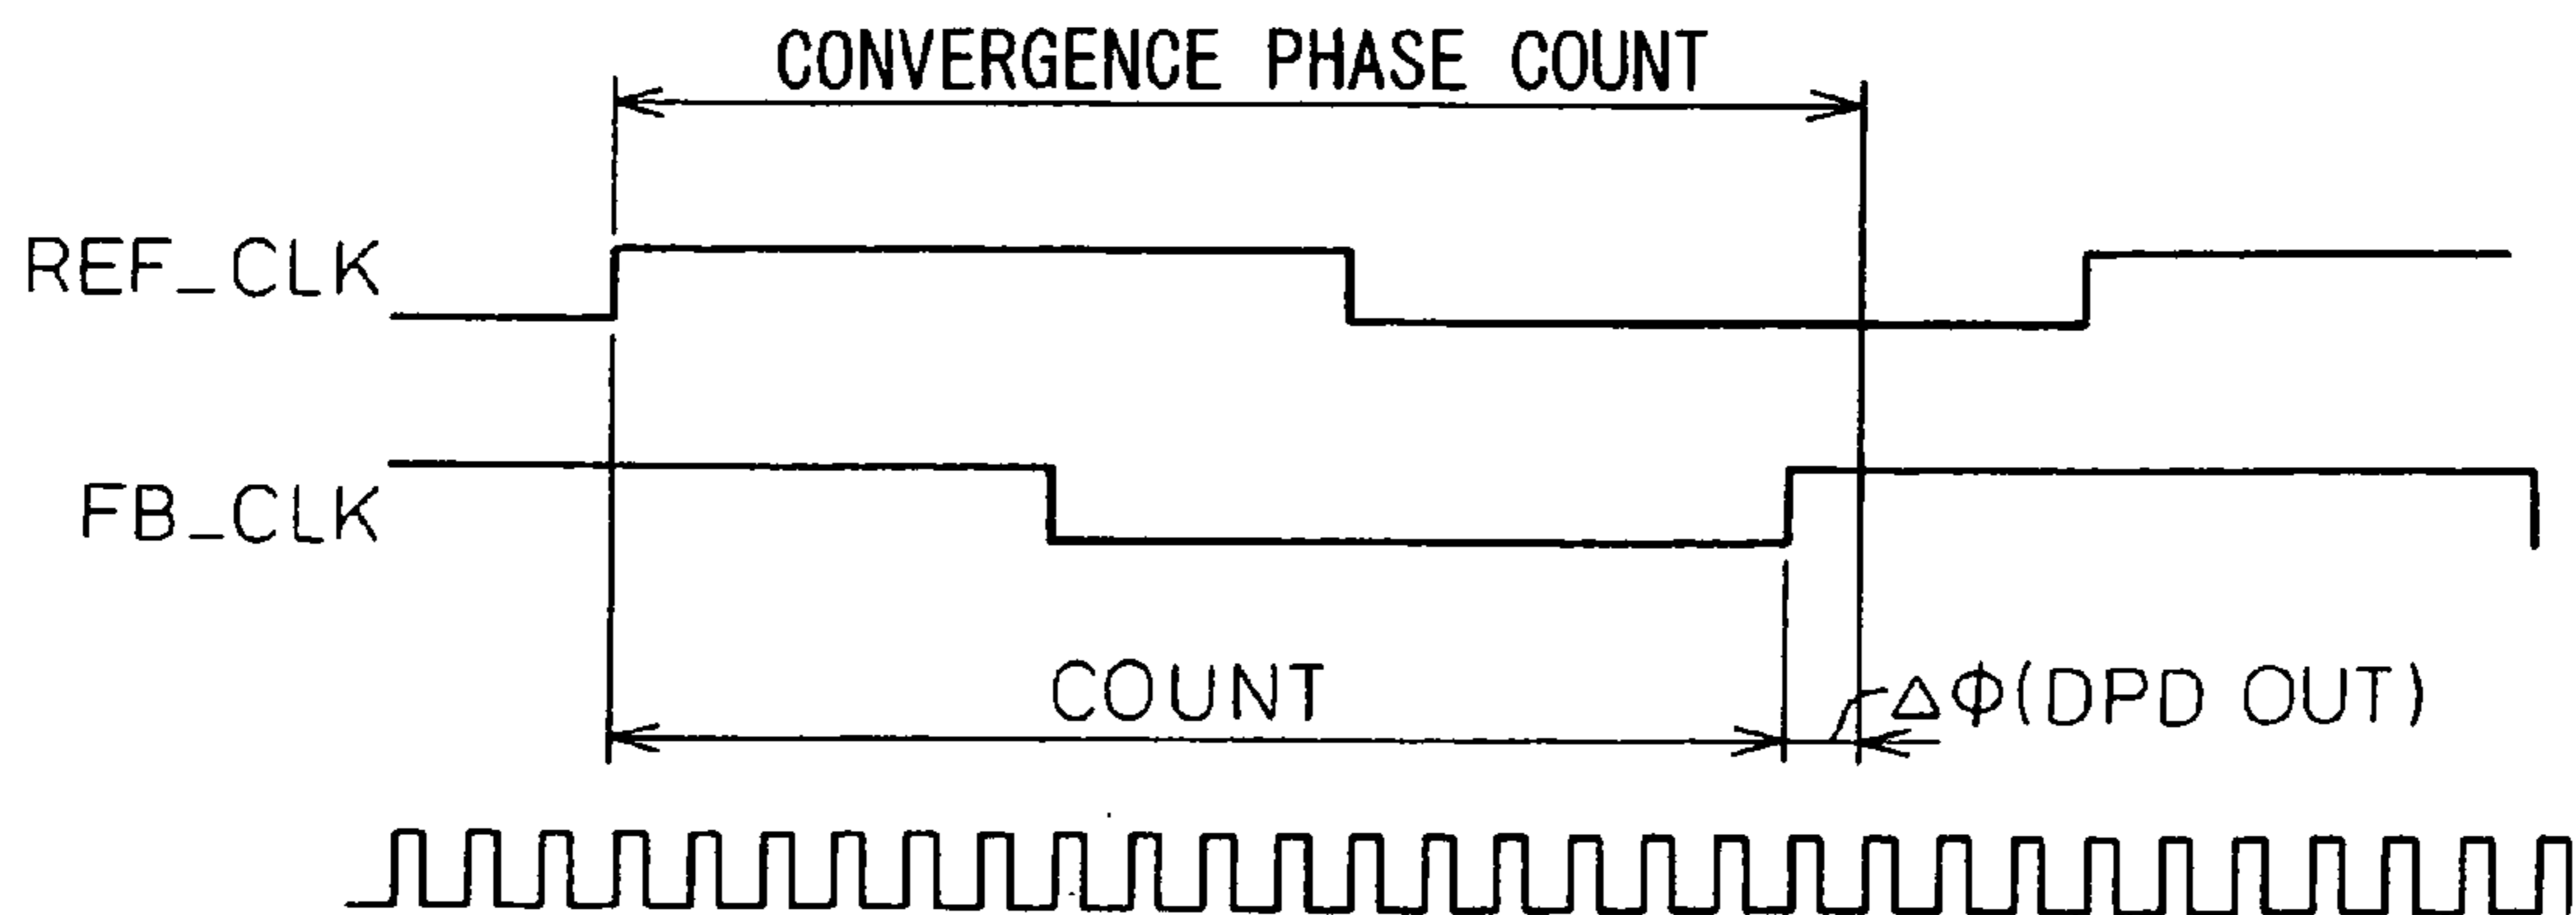 CONVERGENCE PHASE COUNT
REF_CLK
FB_CLK
COUNT
ΔΦ(DPD OUT)